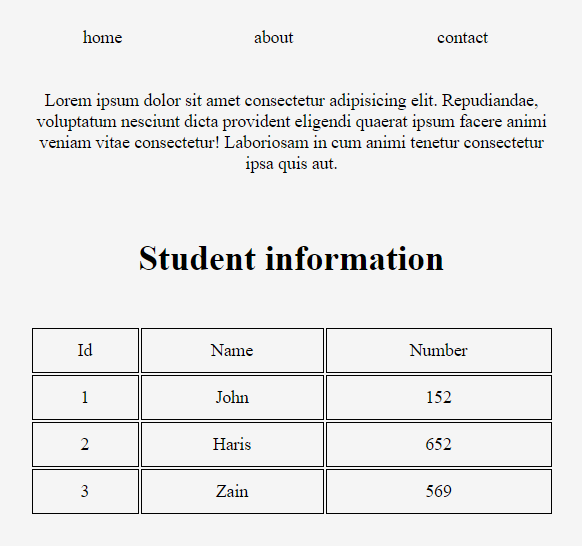 home about contact
Lorem ipsum dolor sit amet consectetur adipisicing elit. Repudiandae,
voluptatum nesciunt dicta provident eligendi quaerat ipsum facere animi
veniam vitae consectetur! Laboriosam in cum animi tenetur consectetur
ipsa quis aut.
Student information
Id Name Number
1 John 152
2 Haris 652
3 Zain 569